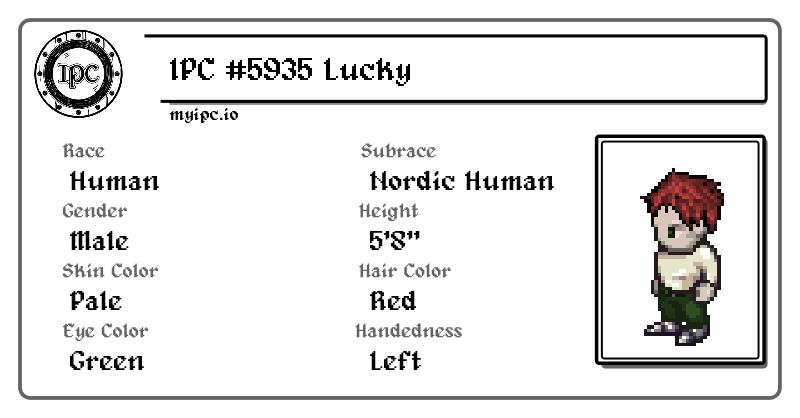 IPC
IPC #5935 Lucky
myipc.io
Race
Human
Subrace
Nordic Human
Gender
Male
Height
5'8"
Skin Color
Pale
Hair Color
Red
Eye Color
Green
Handedness
Left